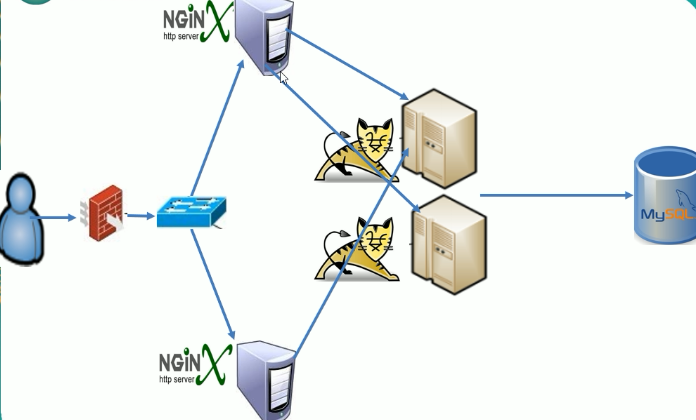 NGiNX
http server
NGiNX
http server
MySQL